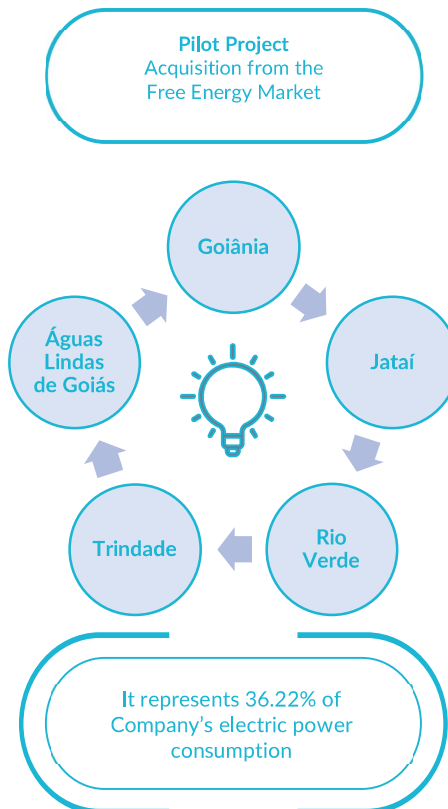 Pilot Project
Acquisition from the
Free Energy Market
Goiânia
Jataí
Rio
Verde
Trindade
Águas
Lindas
de Goiás
It represents 36.22% of
Company’s electric power
consumption